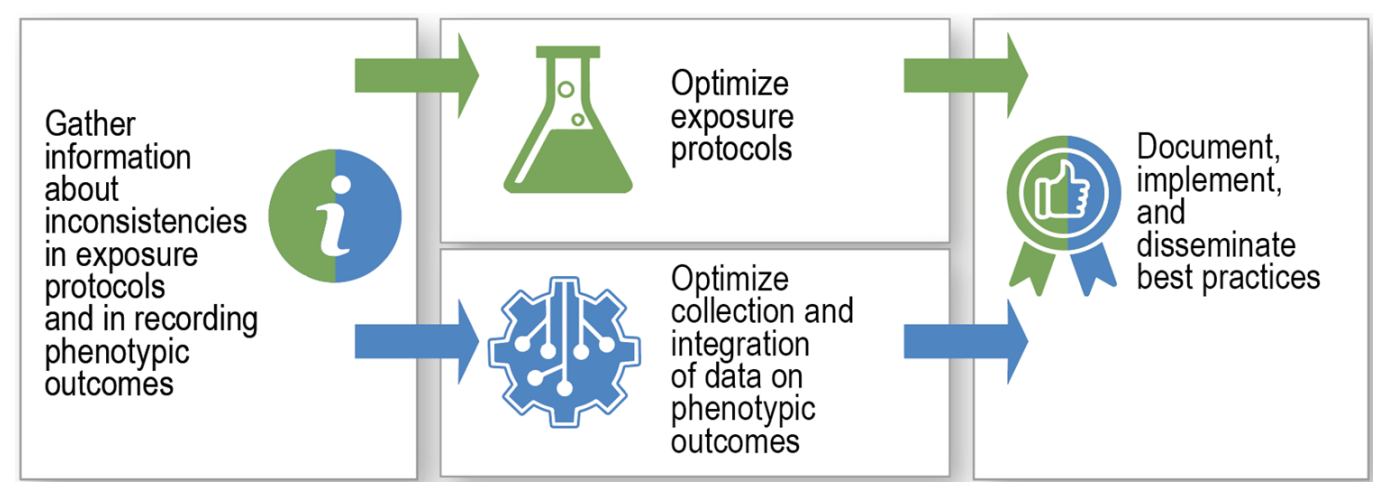 Gather
information
about
inconsistencies
in exposure
protocols
and in recording
phenotypic
outcomes
i
Optimize
exposure
protocols
Optimize
collection and
integration
of data on
phenotypic
outcomes
Document,
implement,
and
disseminate
best practices